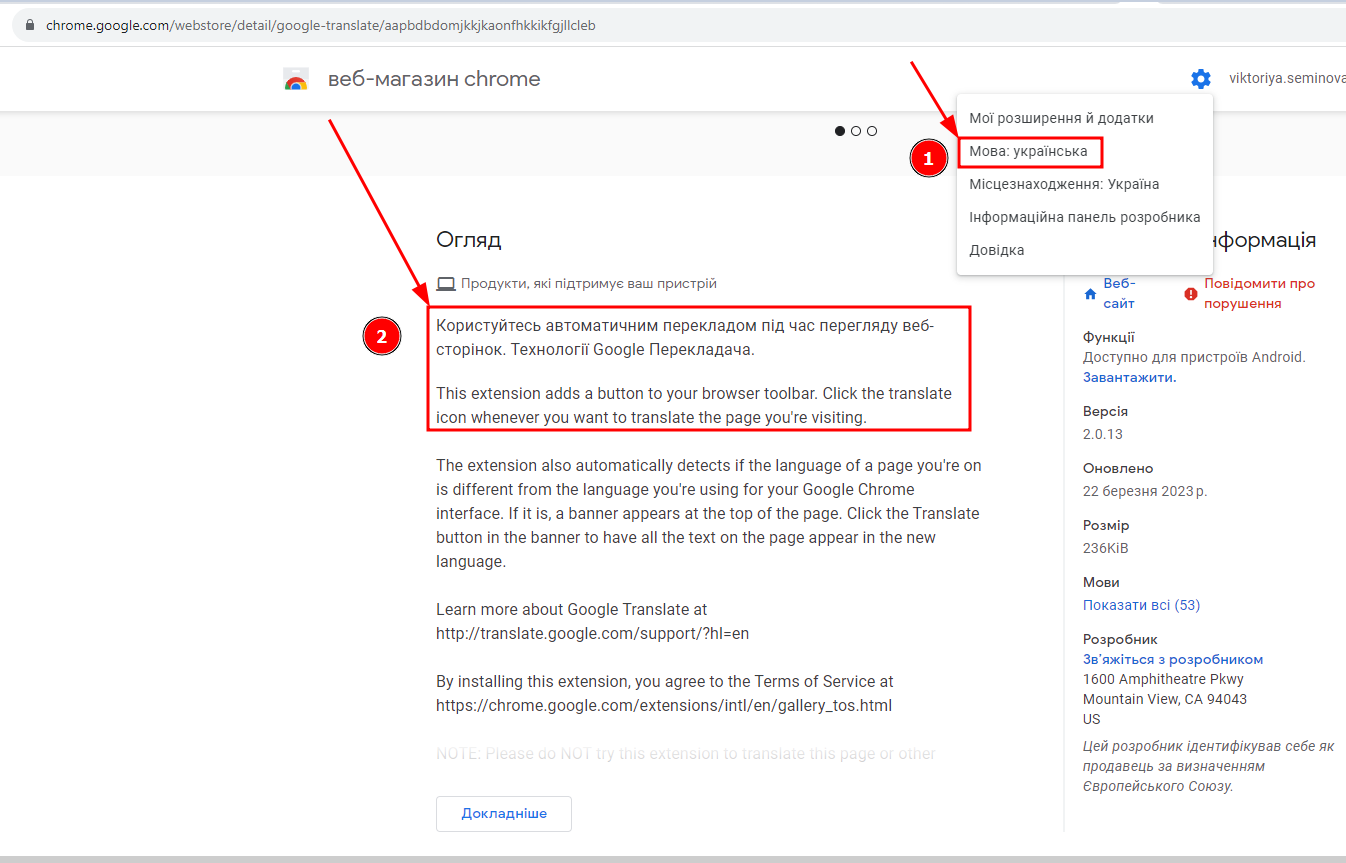 chrome.google.com/webstore/detail/google-translate/aapbdbdomjkkjkaonfhkkikfgjllcleb
веб-магазин chrome
viktoriya.seminova
Мої розширення й додатки
1
Мова: українська
Місцезнаходження: Україна
Інформаційна панель розробника
Довідка
Огляд
Продукти, які підтримує ваш пристрій
2
Користуйтесь автоматичним перекладом під час перегляду веб-
сторінок. Технології Google Перекладача.
This extension adds a button to your browser toolbar. Click the translate
icon whenever you want to translate the page you're visiting.
The extension also automatically detects if the language of a page you're on
is different from the language you're using for your Google Chrome
interface. If it is, a banner appears at the top of the page. Click the Translate
button in the banner to have all the text on the page appear in the new
language.
Learn more about Google Translate at
http://translate.google.com/support/?hl=en
By installing this extension, you agree to the Terms of Service at
https://chrome.google.com/extensions/intl/en/gallery_tos.html
NOTE: Please do NOT try this extension to translate this page or other
Докладніше
нформація
Веб-
сайт
Повідомити про
порушення
Функції
Доступно для пристроїв Android.
Завантажити.
Версія
2.0.13
Оновлено
22 березня 2023 р.
Розмір
236KiB
Мови
Показати всі (53)
Розробник
Зв’яжіться з розробником
1600 Amphitheatre Pkwy
Mountain View, CA 94043
US
Цей розробник ідентифікував себе як
продавець за визначенням
Європейського Союзу.